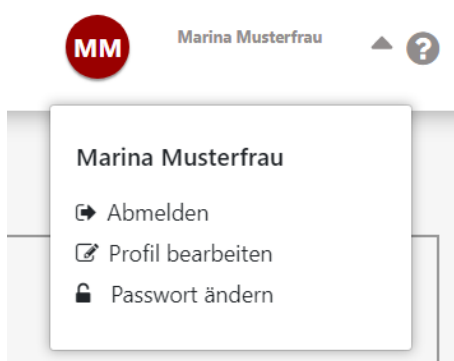 MM Marina Musterfrau ?
Marina Musterfrau
Abmelden
Profil bearbeiten
Passwort ändern